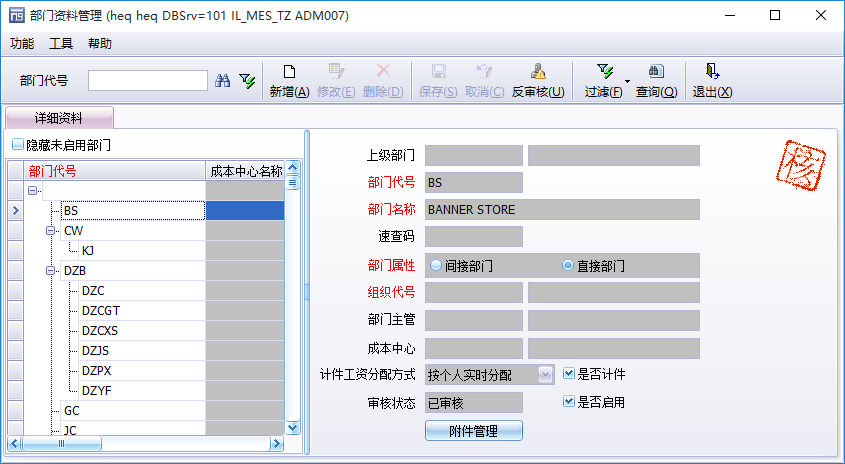 部门资料管理 (heq heq DBSrv=101 IL_MES_TZ ADM007)
功能 工具 帮助
部门代号 新增(A) 修改(E) 删除(D) 保存(S) 取消(C) 反审核(U) 过滤(F) 查询(Q) 退出(X)
详细资料
隐藏未启用部门
部门代号 成本中心名称
BS
CW
KJ
DZB
DZC
DZCGT
DZCXS
DZJS
DZPX
DZYF
GC
JC
上级部门
部门代号 BS
部门名称 BANNER STORE
速查码
部门属性 间接部门 直接部门
组织代号
部门主管
成本中心
计件工资分配方式 按个人实时分配 是否计件
审核状态 已审核 是否启用
附件管理
核